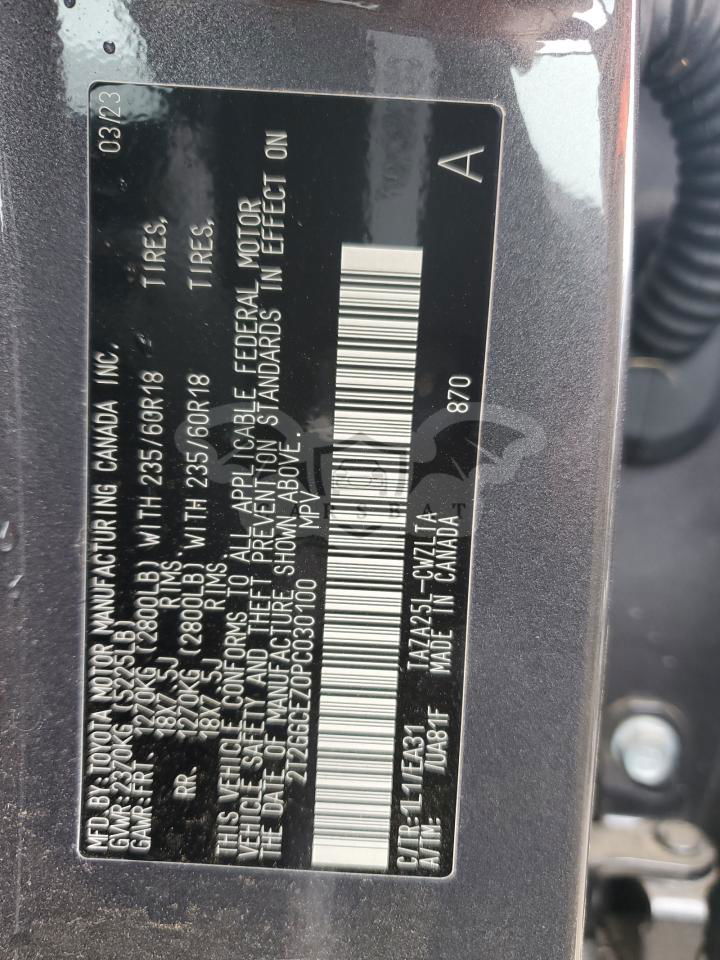 MFD.BY:TOYOTA MOTOR MANUFACTURING CANADA INC. 03/23
GVWR:2370KG (5225LB)
GAWR:FRT 1270KG (2800LB) WITH 235/60R18 TIRES,
18X7.5J RIMS,
RR. 1270KG (2800LB) WITH 235/60R18 TIRES,
18X7.5J RIMS
THIS VEHICLE CONFORMS TO ALL APPLICABLE FEDERAL MOTOR
VEHICLE SAFETY AND THEFT PREVENTION STANDARDS IN EFFECT ON
THE DATE OF MANUFACTURE SHOWN ABOVE.
2T2GGCEZ0PC030100 MPV
C/TR:1L1/EA31 TAZA25L-CWZLTA A
A/TM: /UA81F MADE IN CANADA 870